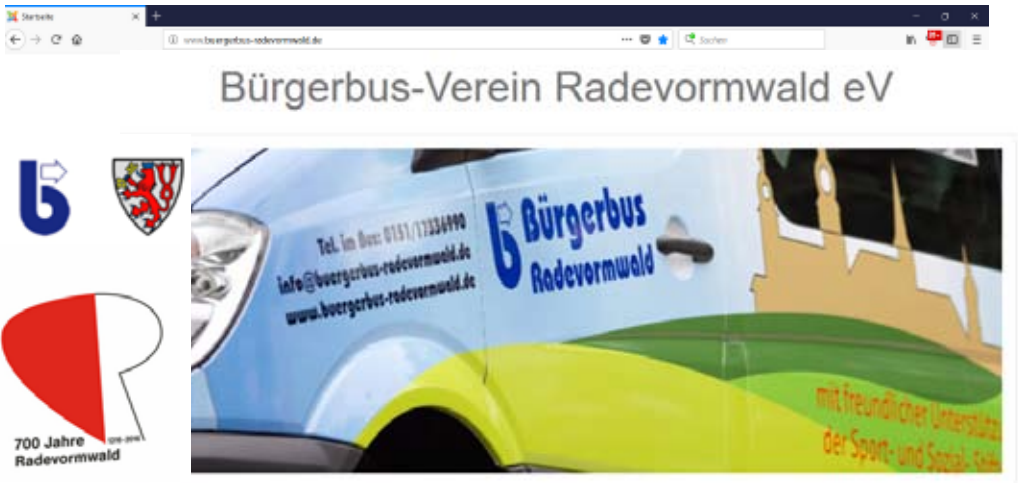 Startseite
www.buergerbus-radevormwald.de
Suchen
Bürgerbus-Verein Radevormwald eV
Tel. im Bus: 0151/12334990
info@buergerbus-radevormwald.de
www.buergerbus-radevormwald.de
b Bürgerbus
Radevormwald
mit freundlicher
der Sport- und Sozial-
700 Jahre
Radevormwald